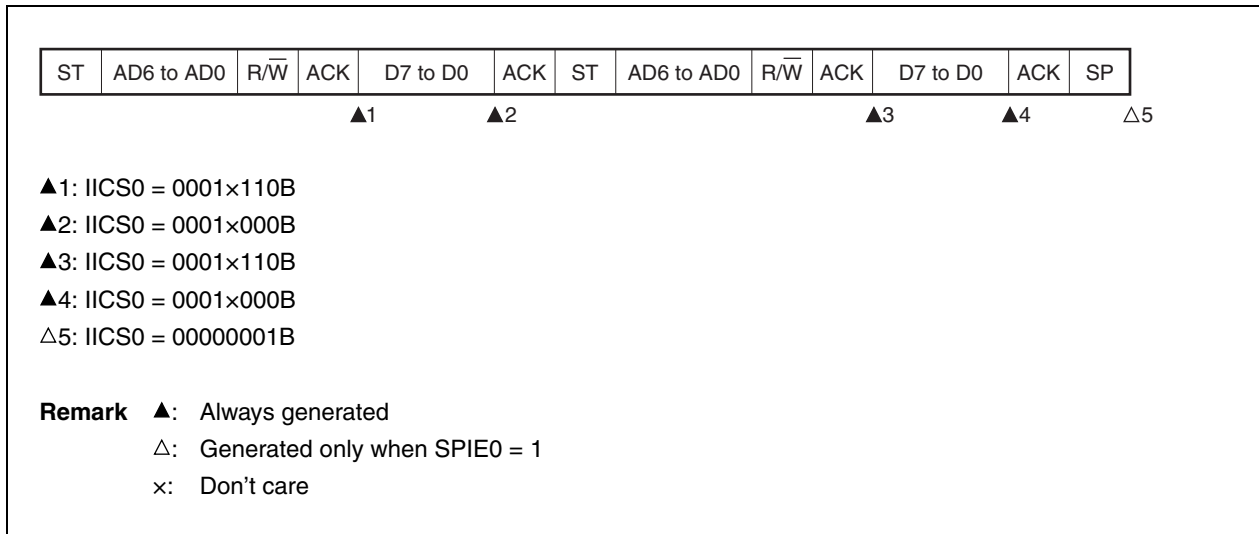 ST AD6 to AD0 R/W̅ ACK D7 to D0 ACK ST AD6 to AD0 R/W̅ ACK D7 to D0 ACK SP
▲1 ▲2 ▲3 ▲4 △5
▲1: IICS0 = 0001×110B
▲2: IICS0 = 0001×000B
▲3: IICS0 = 0001×110B
▲4: IICS0 = 0001×000B
△5: IICS0 = 00000001B
Remark ▲: Always generated
△: Generated only when SPIE0 = 1
×: Don't care